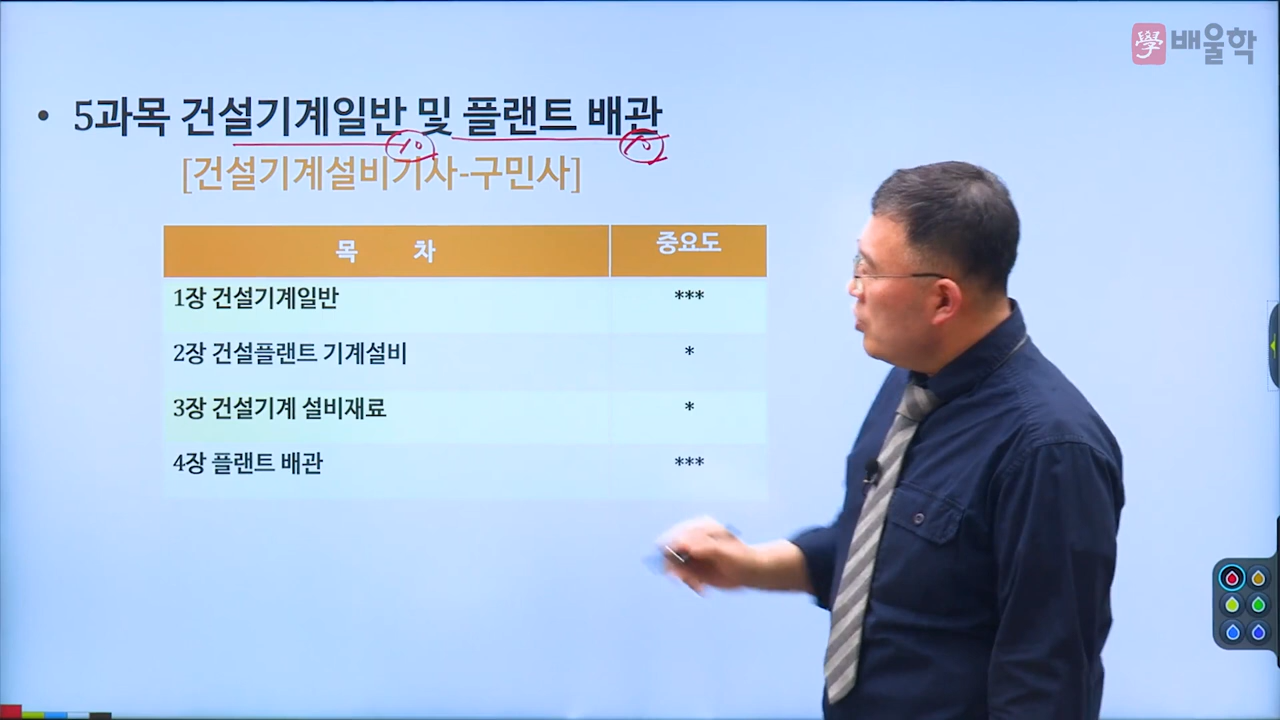 學 배울학
• 5과목 건설기계일반 및 플랜트 배관
10 10
[건설기계설비기사-구민사]
목 차 중요도
1장 건설기계일반 ***
2장 건설플랜트 기계설비 *
3장 건설기계 설비재료 *
4장 플랜트 배관 ***